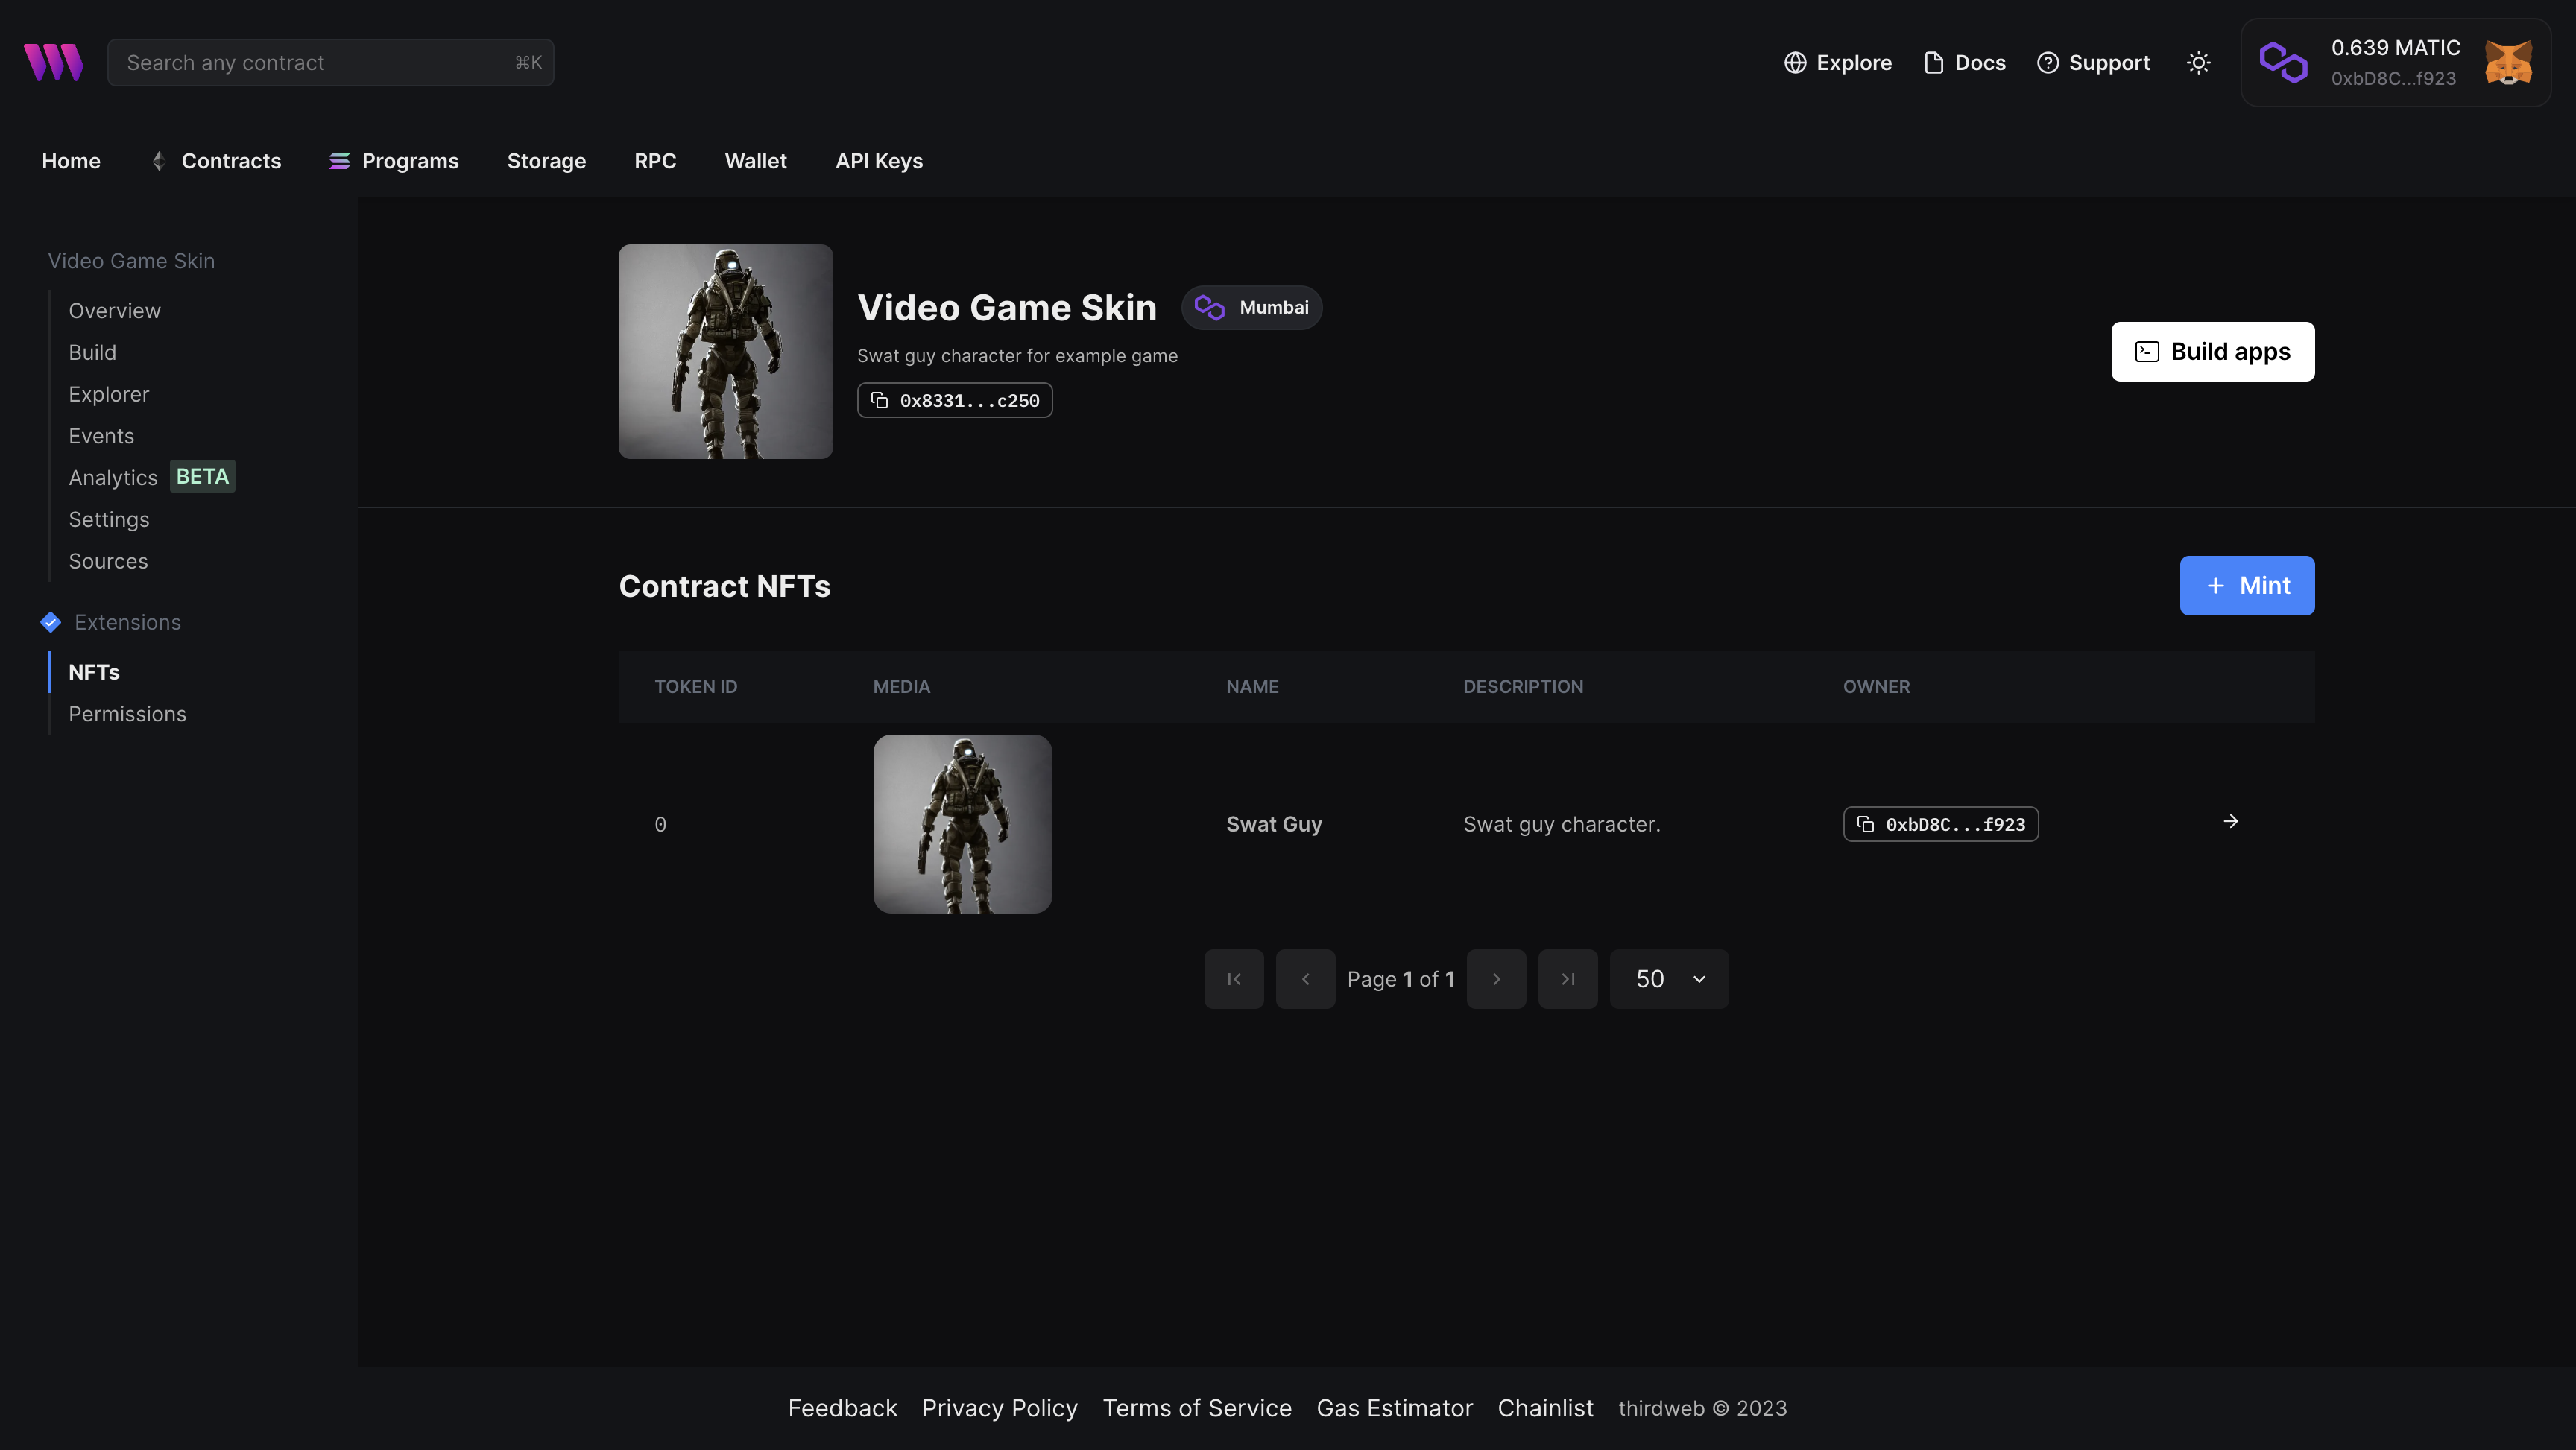 Search any contract ⌘K
Explore Docs Support
0.639 MATIC
0xbD8C...f923
Home Contracts Programs Storage RPC Wallet API Keys
Video Game Skin
Overview
Build
Explorer
Events
Analytics BETA
Settings
Sources
Extensions
NFTs
Permissions
Video Game Skin Mumbai
Swat guy character for example game
0x8331...c250
Build apps
Contract NFTs
+ Mint
TOKEN ID MEDIA NAME DESCRIPTION OWNER
0 Swat Guy Swat guy character. 0xbD8C...f923
Page 1 of 1 50
Feedback Privacy Policy Terms of Service Gas Estimator Chainlist thirdweb © 2023